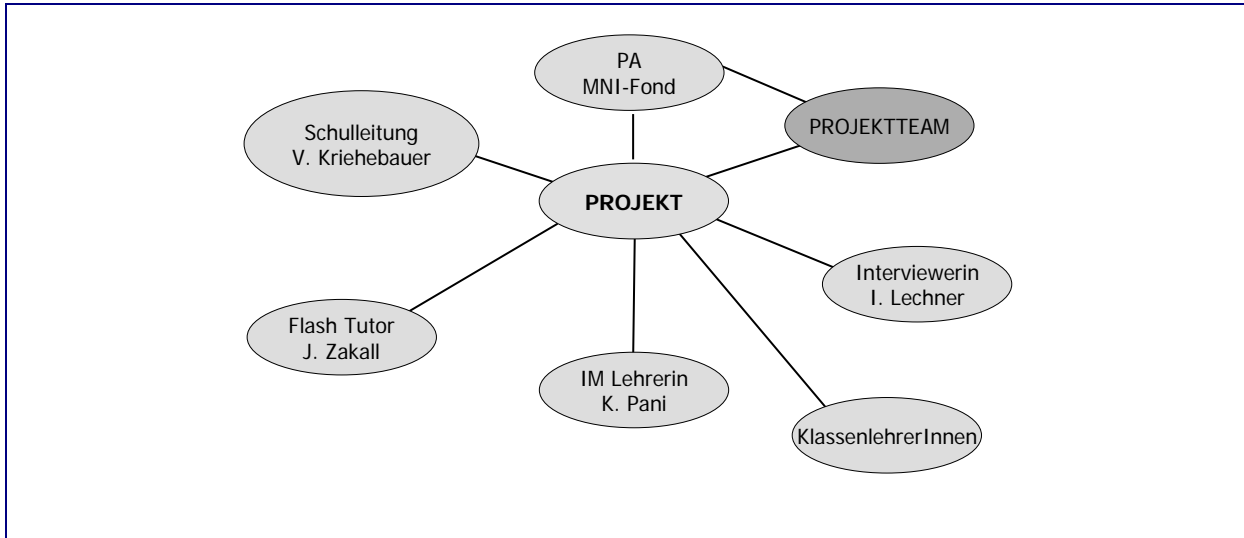 PA
MNI-Fond
PROJEKTTEAM
Schulleitung
V. Kriehebauer
PROJEKT
Interviewerin
I. Lechner
Flash Tutor
J. Zakall
IM Lehrerin
K. Pani
KlassenlehrerInnen